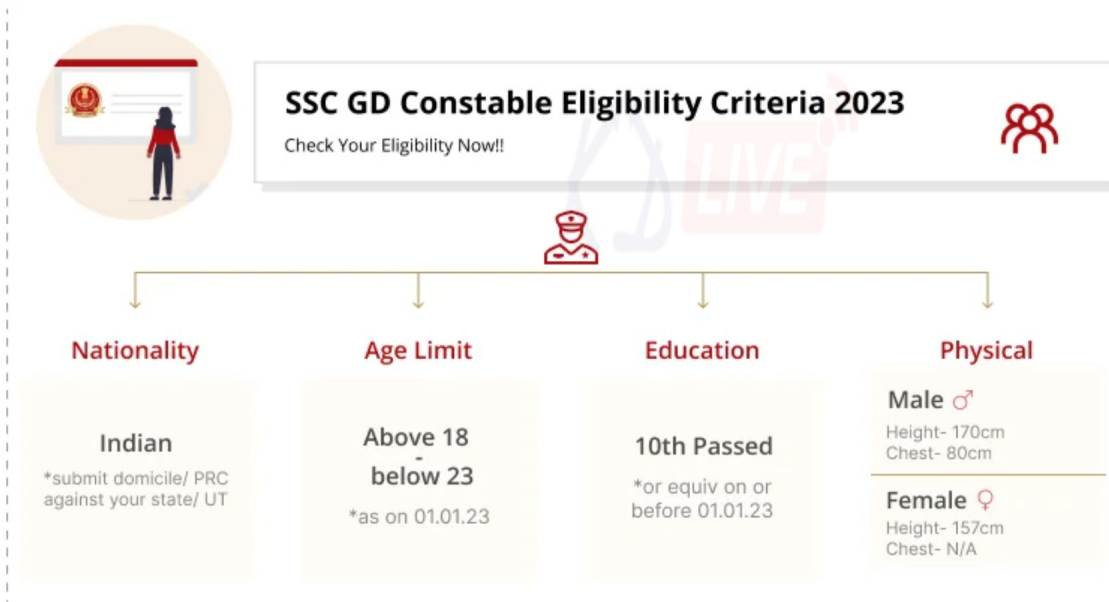 SSC GD Constable Eligibility Criteria 2023
Check Your Eligibility Now!!
LIVE
Nationality
Indian
*submit domicile/ PRC
against your state/ UT
Age Limit
Above 18
-
below 23
*as on 01.01.23
Education
10th Passed
*or equiv on or
before 01.01.23
Physical
Male ♂
Height- 170cm
Chest- 80cm
Female ♀
Height- 157cm
Chest- N/A